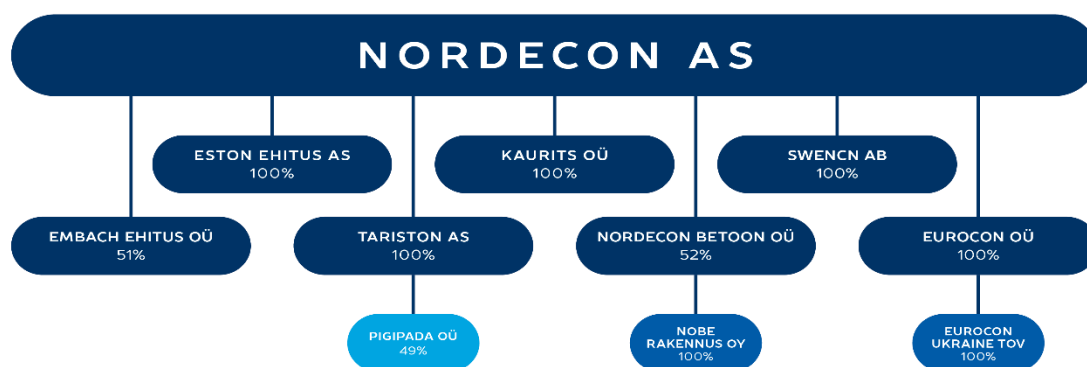 NORDECON AS
ESTON EHITUS AS
100%
KAURITS OÜ
100%
SWENCN AB
100%
EMBACH EHITUS OÜ
51%
TARISTON AS
100%
NORDECON BETOON OÜ
52%
EUROCON OÜ
100%
PIGIPADA OÜ
49%
NOBE
RAKENNUS OY
100%
EUROCON
UKRAINE TOV
100%